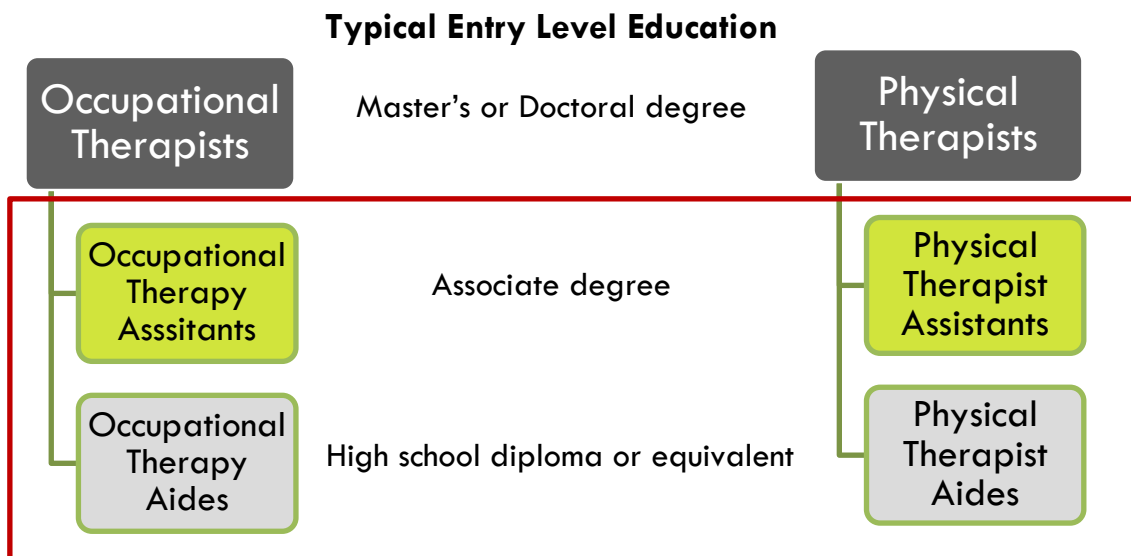 Typical Entry Level Education
Occupational
Therapists
Master's or Doctoral degree
Physical
Therapists
Occupational
Therapy
Asssitants
Associate degree
Physical
Therapist
Assistants
Occupational
Therapy
Aides
High school diploma or equivalent
Physical
Therapist
Aides